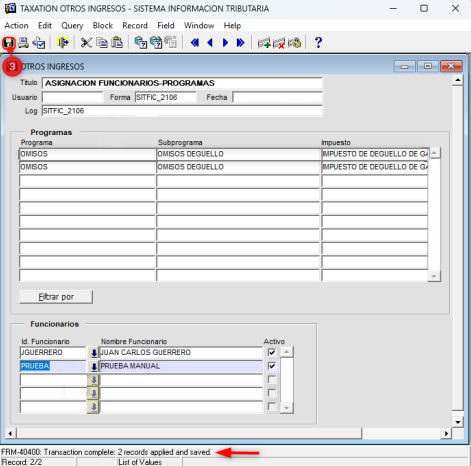 TAXATION OTROS INGRESOS - SISTEMA INFORMACION TRIBUTARIA
Action Edit Query Block Record Field Window Help
3
OTROS INGRESOS
Titulo ASIGNACION FUNCIONARIOS-PROGRAMAS
Usuario Forma SITFIC_2106 Fecha
Log SITFIC_2106
Programas
Programa Subprograma Impuesto
OMISOS OMISOS DEGUELLO IMPUESTO DE DEGUELLO DE GA
OMISOS OMISOS DEGUELLO IMPUESTO DE DEGUELLO DE GA
Filtrar por
Funcionarios
Id. Funcionario Nombre Funcionario Activo
JGUERRERO JUAN CARLOS GUERRERO
PRUEBA PRUEBA MANUAL
FRM-40400: Transaction complete: 2 records applied and saved.
Record: 2/2 List of Values